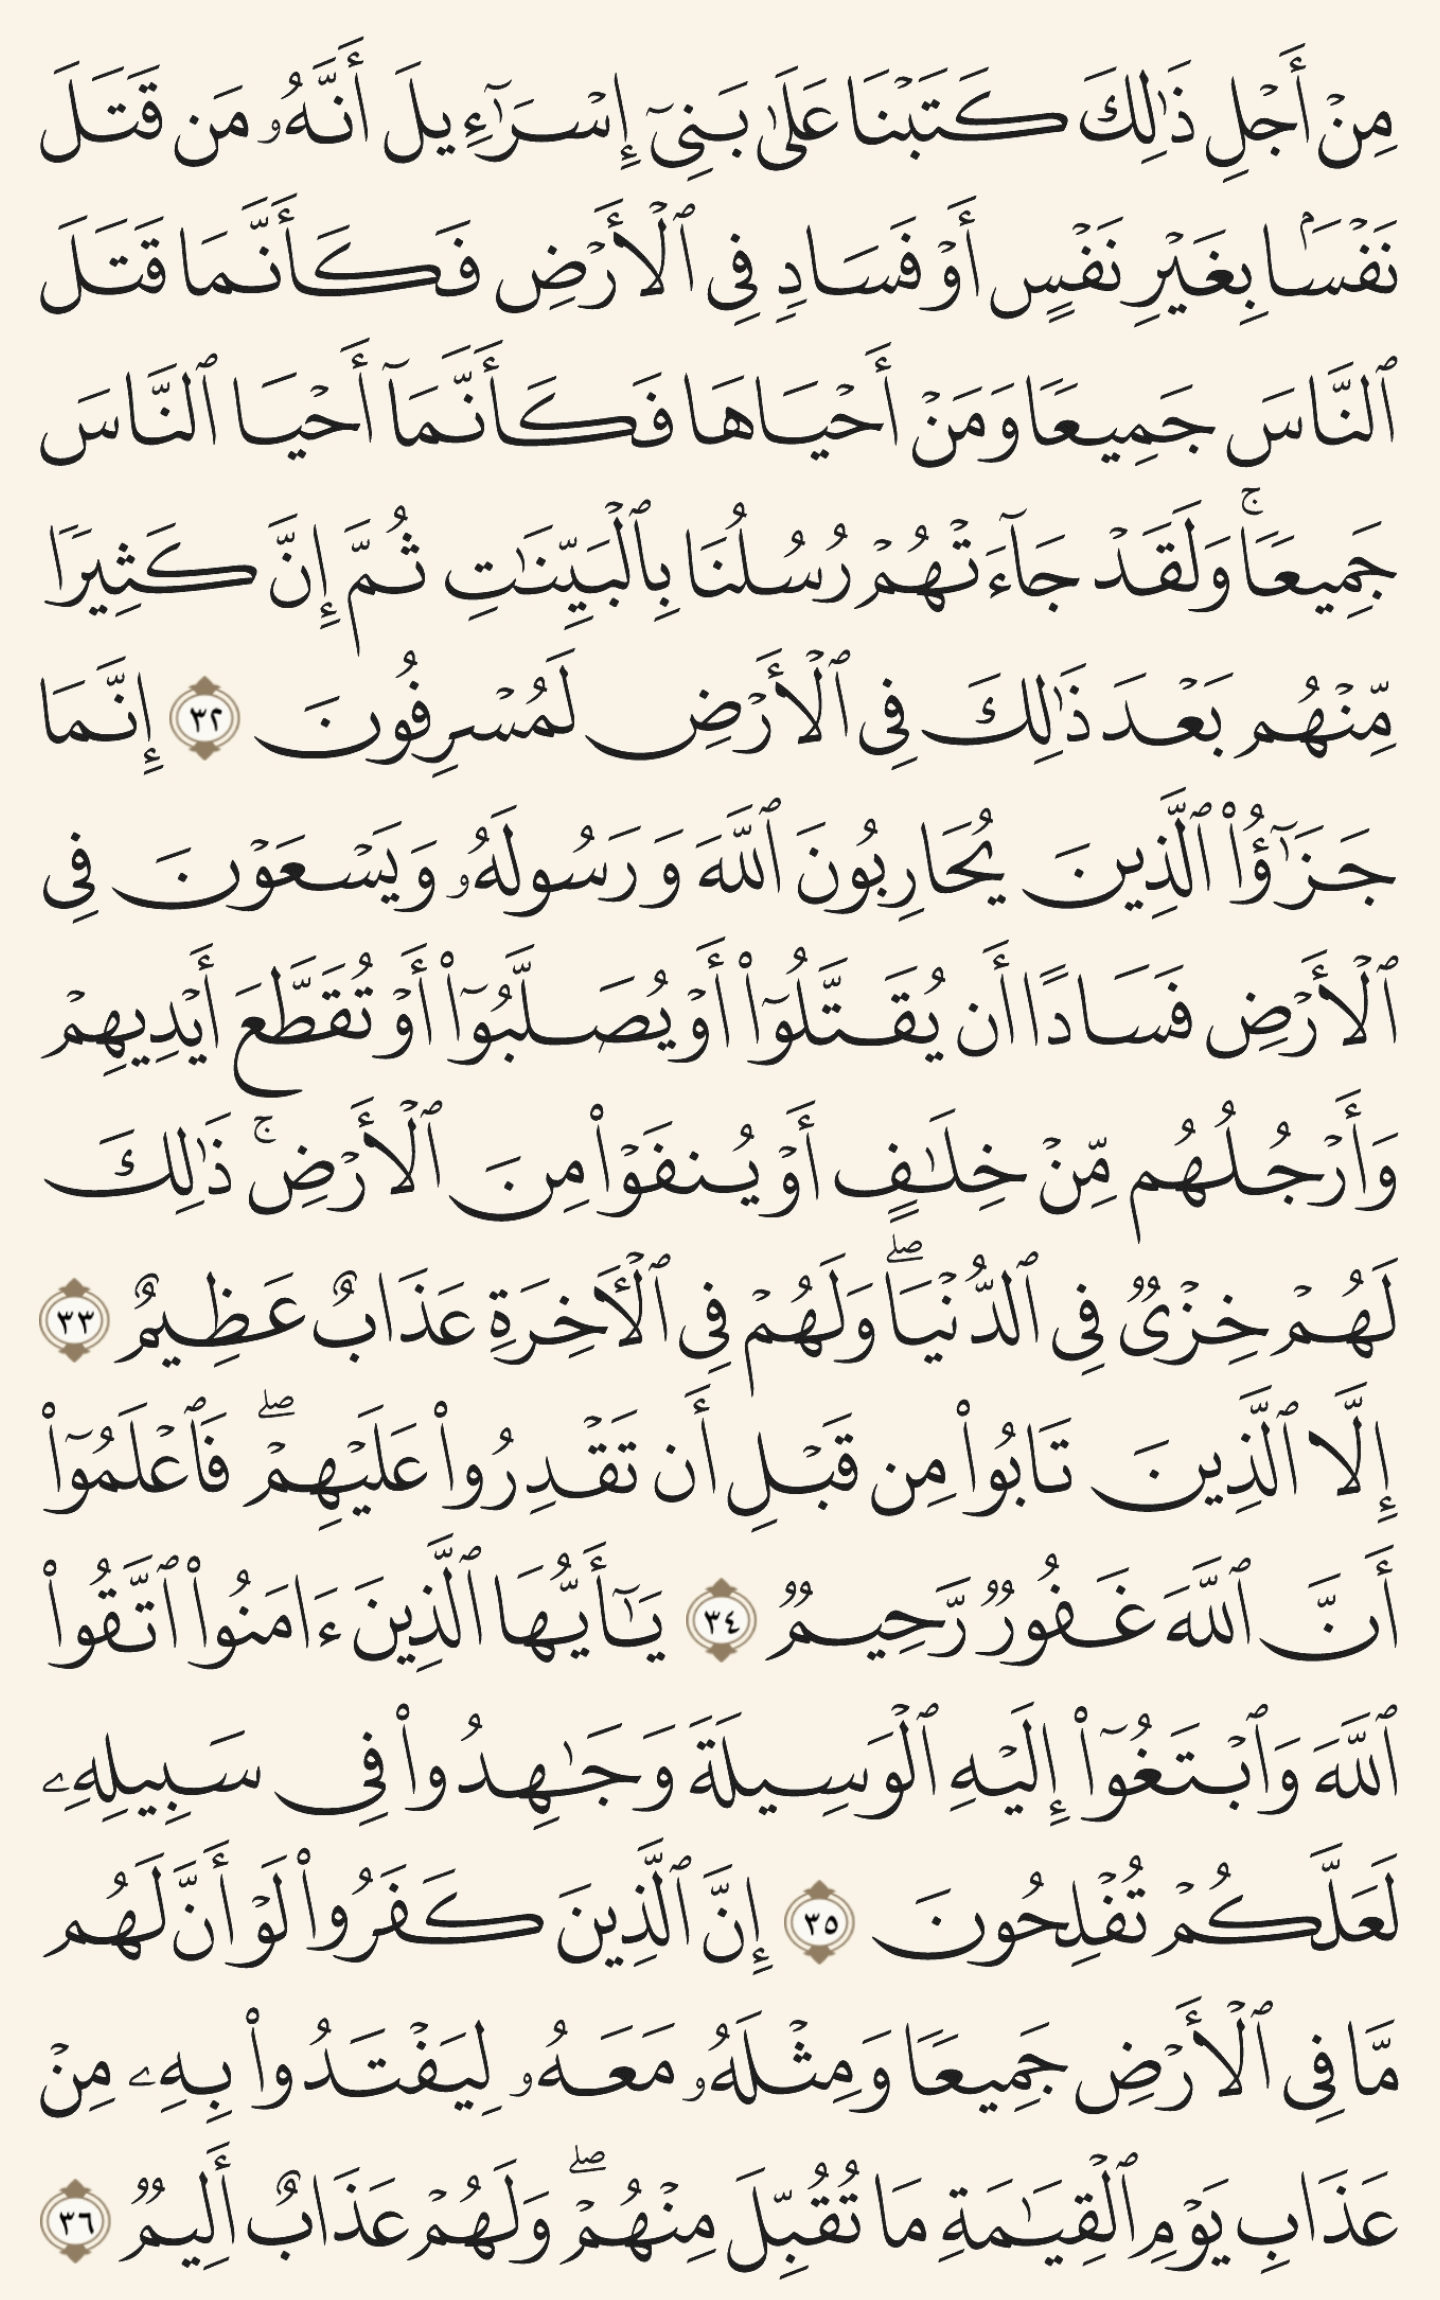 مِنْ أَجْلِ ذَٰلِكَ كَتَبْنَا عَلَىٰ بَنِىٓ إِسْرَٰٓءِيلَ أَنَّهُۥ مَن قَتَلَ
نَفْسَۢا بِغَيْرِ نَفْسٍ أَوْ فَسَادٍ فِى ٱلْأَرْضِ فَكَأَنَّمَا قَتَلَ
ٱلنَّاسَ جَمِيعًا وَمَنْ أَحْيَاهَا فَكَأَنَّمَآ أَحْيَا ٱلنَّاسَ
جَمِيعًا ۚ وَلَقَدْ جَآءَتْهُمْ رُسُلُنَا بِٱلْبَيِّنَٰتِ ثُمَّ إِنَّ كَثِيرًا
مِّنْهُم بَعْدَ ذَٰلِكَ فِى ٱلْأَرْضِ لَمُسْرِفُونَ ٣٢ إِنَّمَا
جَزَٰٓؤُا۟ ٱلَّذِينَ يُحَارِبُونَ ٱللَّهَ وَرَسُولَهُۥ وَيَسْعَوْنَ فِى
ٱلْأَرْضِ فَسَادًا أَن يُقَتَّلُوٓا۟ أَوْ يُصَلَّبُوٓا۟ أَوْ تُقَطَّعَ أَيْدِيهِمْ
وَأَرْجُلُهُم مِّنْ خِلَٰفٍ أَوْ يُنفَوْا۟ مِنَ ٱلْأَرْضِ ۚ ذَٰلِكَ
لَهُمْ خِزْىٌ فِى ٱلدُّنْيَا ۖ وَلَهُمْ فِى ٱلْـَٔاخِرَةِ عَذَابٌ عَظِيمٌ ٣٣
إِلَّا ٱلَّذِينَ تَابُوا۟ مِن قَبْلِ أَن تَقْدِرُوا۟ عَلَيْهِمْ ۖ فَٱعْلَمُوٓا۟
أَنَّ ٱللَّهَ غَفُورٌ رَّحِيمٌ ٣٤ يَٰٓأَيُّهَا ٱلَّذِينَ ءَامَنُوا۟ ٱتَّقُوا۟
ٱللَّهَ وَٱبْتَغُوٓا۟ إِلَيْهِ ٱلْوَسِيلَةَ وَجَٰهِدُوا۟ فِى سَبِيلِهِۦ
لَعَلَّكُمْ تُفْلِحُونَ ٣٥ إِنَّ ٱلَّذِينَ كَفَرُوا۟ لَوْ أَنَّ لَهُم
مَّا فِى ٱلْأَرْضِ جَمِيعًا وَمِثْلَهُۥ مَعَهُۥ لِيَفْتَدُوا۟ بِهِۦ مِنْ
عَذَابِ يَوْمِ ٱلْقِيَٰمَةِ مَا تُقُبِّلَ مِنْهُمْ ۖ وَلَهُمْ عَذَابٌ أَلِيمٌ ٣٦